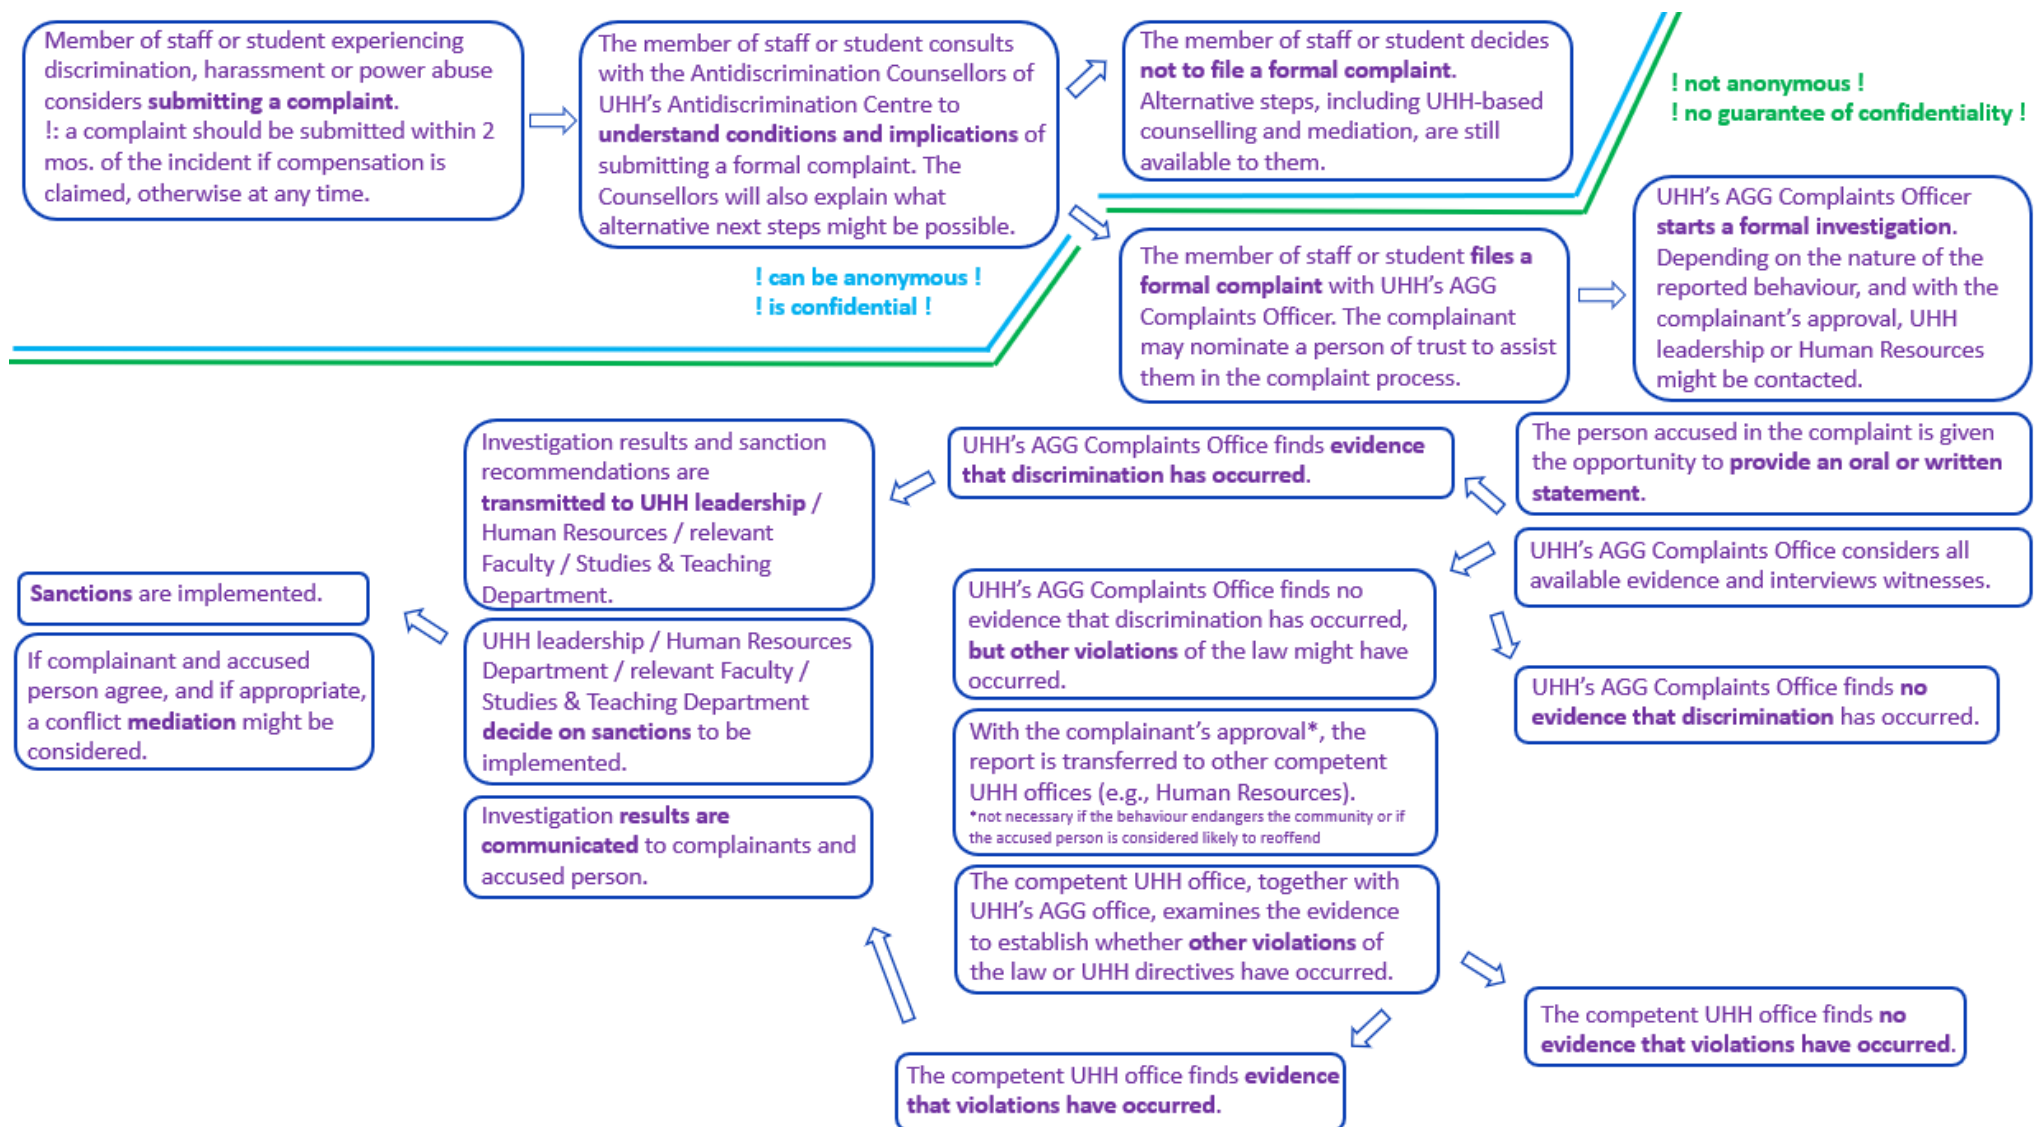 Member of staff or student experiencing
discrimination, harassment or power abuse
considers submitting a complaint.
!: a complaint should be submitted within 2
mos. of the incident if compensation is
claimed, otherwise at any time.
The member of staff or student consults
with the Antidiscrimination Counsellors of
UHH's Antidiscrimination Centre to
understand conditions and implications of
submitting a formal complaint. The
Counsellors will also explain what
alternative next steps might be possible.
The member of staff or student decides
not to file a formal complaint.
Alternative steps, including UHH-based
counselling and mediation, are still
available to them.
! not anonymous !
! no guarantee of confidentiality !
! can be anonymous !
! is confidential !
The member of staff or student files a
formal complaint with UHH's AGG
Complaints Officer. The complainant
may nominate a person of trust to assist
them in the complaint process.
UHH's AGG Complaints Officer
starts a formal investigation.
Depending on the nature of the
reported behaviour, and with the
complainant's approval, UHH
leadership or Human Resources
might be contacted.
The person accused in the complaint is given
the opportunity to provide an oral or written
statement.
UHH's AGG Complaints Office considers all
available evidence and interviews witnesses.
UHH's AGG Complaints Office finds evidence
that discrimination has occurred.
UHH's AGG Complaints Office finds no
evidence that discrimination has occurred,
but other violations of the law might have
occurred.
UHH's AGG Complaints Office finds no
evidence that discrimination has occurred.
With the complainant's approval*, the
report is transferred to other competent
UHH offices (e.g., Human Resources).
*not necessary if the behaviour endangers the community or if
the accused person is considered likely to reoffend
The competent UHH office, together with
UHH's AGG office, examines the evidence
to establish whether other violations of
the law or UHH directives have occurred.
The competent UHH office finds no
evidence that violations have occurred.
The competent UHH office finds evidence
that violations have occurred.
Investigation results and sanction
recommendations are
transmitted to UHH leadership /
Human Resources / relevant
Faculty / Studies & Teaching
Department.
UHH leadership / Human Resources
Department / relevant Faculty /
Studies & Teaching Department
decide on sanctions to be
implemented.
Investigation results are
communicated to complainants and
accused person.
Sanctions are implemented.
If complainant and accused
person agree, and if appropriate,
a conflict mediation might be
considered.